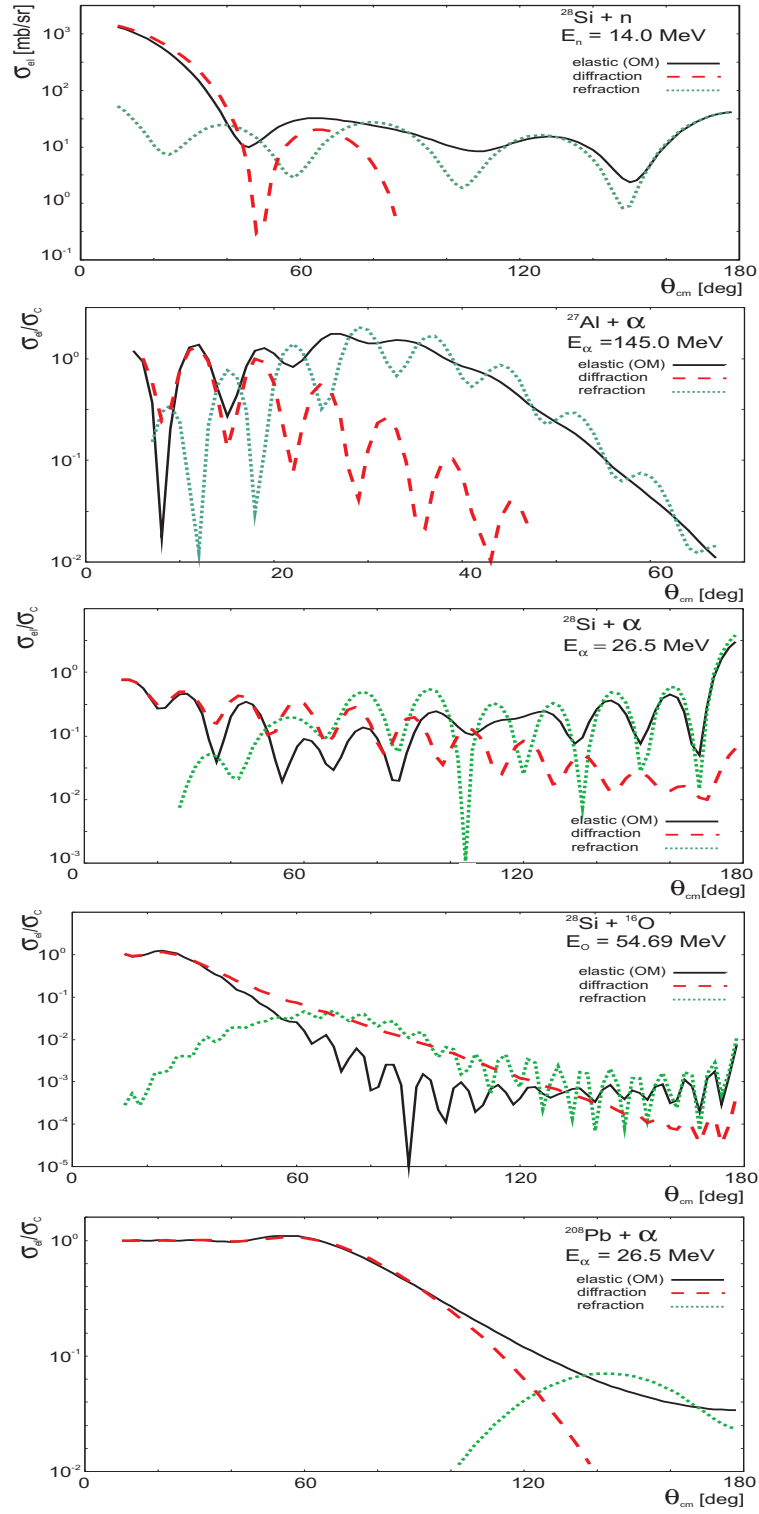 ²⁸Si + n
Eₙ = 14.0 MeV
elastic (OM)
diffraction
refraction
σₑₗ [mb/sr]
10³
10²
10¹
10⁰
10⁻¹
0 60 120 180
Θcm [deg]
²⁷Al + α
Eα =145.0 MeV
elastic (OM)
diffraction
refraction
σel/σc
10⁰
10⁻¹
10⁻²
0 20 40 60
Θcm [deg]
²⁸Si + α
Eα = 26.5 MeV
σel/σc
10⁰
10⁻¹
10⁻²
10⁻³
elastic (OM)
diffraction
refraction
0 60 120 180
Θcm[deg]
²⁸Si + ¹⁶O
EO = 54.69 MeV
elastic (OM)
diffraction
refraction
σel/σc
10⁰
10⁻¹
10⁻²
10⁻³
10⁻⁴
10⁻⁵
0 60 120 180
Θcm [deg]
²⁰⁸Pb + α
Eα = 26.5 MeV
elastic (OM)
diffraction
refraction
σel/σc
10⁰
10⁻¹
10⁻²
0 60 120 180
Θcm [deg]